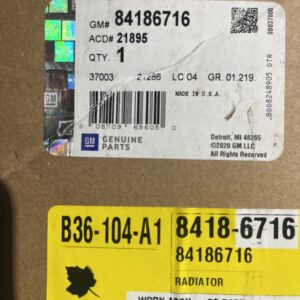 GM# 84186716
ACD# 21895
QTY. 1
37003 21286 LC 04 GR. 01.219
MADE IN U.S.A.
GM GENUINE PARTS
Detroit, MI 48265
©2020 GM LLC
All Rights Reserved
B36-104-A1
8418-6716
84186716
RADIATOR